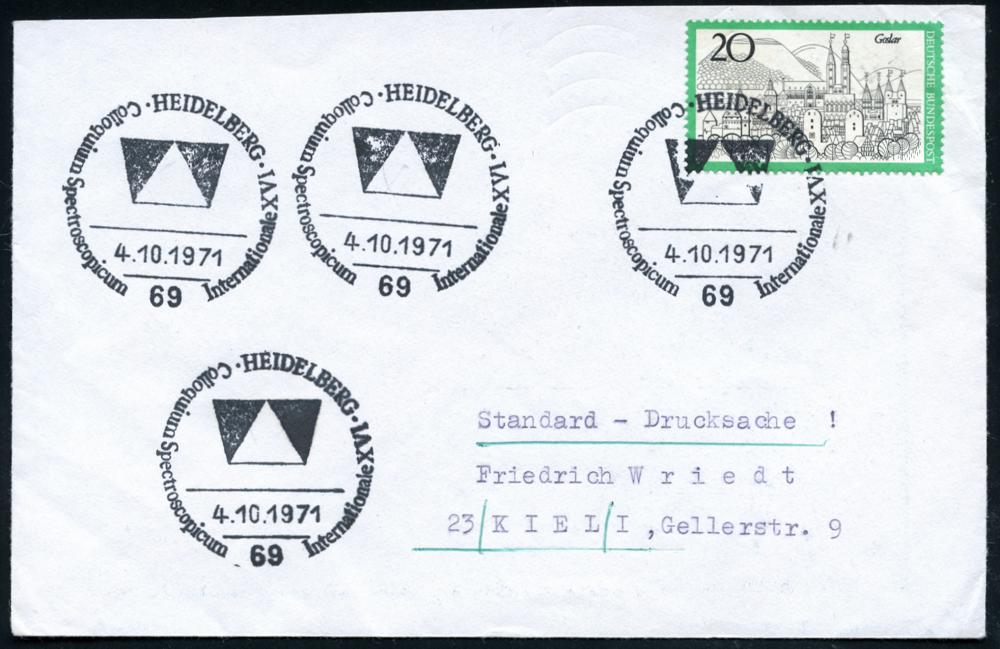 20
Goslar
DEUTSCHE BUNDESPOST
Colloquium Spectroscopicum Internationale XVI · HEIDELBERG ·
4.10.1971
69
Colloquium Spectroscopicum Internationale XVI · HEIDELBERG ·
4.10.1971
69
Colloquium Spectroscopicum Internationale XVI · HEIDELBERG ·
4.10.1971
69
Colloquium Spectroscopicum Internationale XVI · HEIDELBERG ·
4.10.1971
69
Standard - Drucksache !
Friedrich W r i e d t
23 K I E L I ,Gellerstr. 9